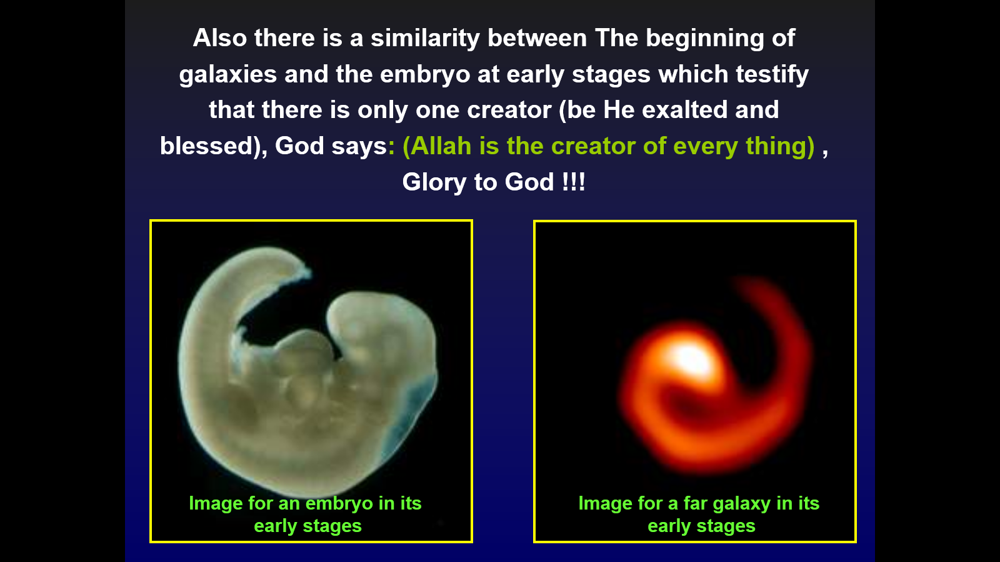 Also there is a similarity between The beginning of
galaxies and the embryo at early stages which testify
that there is only one creator (be He exalted and
blessed), God says: (Allah is the creator of every thing) ,
Glory to God !!!
Image for an embryo in its
early stages
Image for a far galaxy in its
early stages